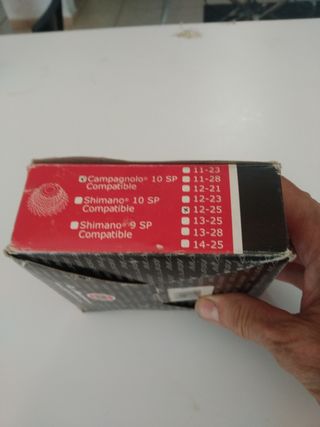 Campagnolo® 10 SP
Compatible
Shimano® 10 SP
Compatible
Shimano® 9 SP
Compatible
11-23
11-28
12-21
12-23
12-25
13-25
13-28
14-25